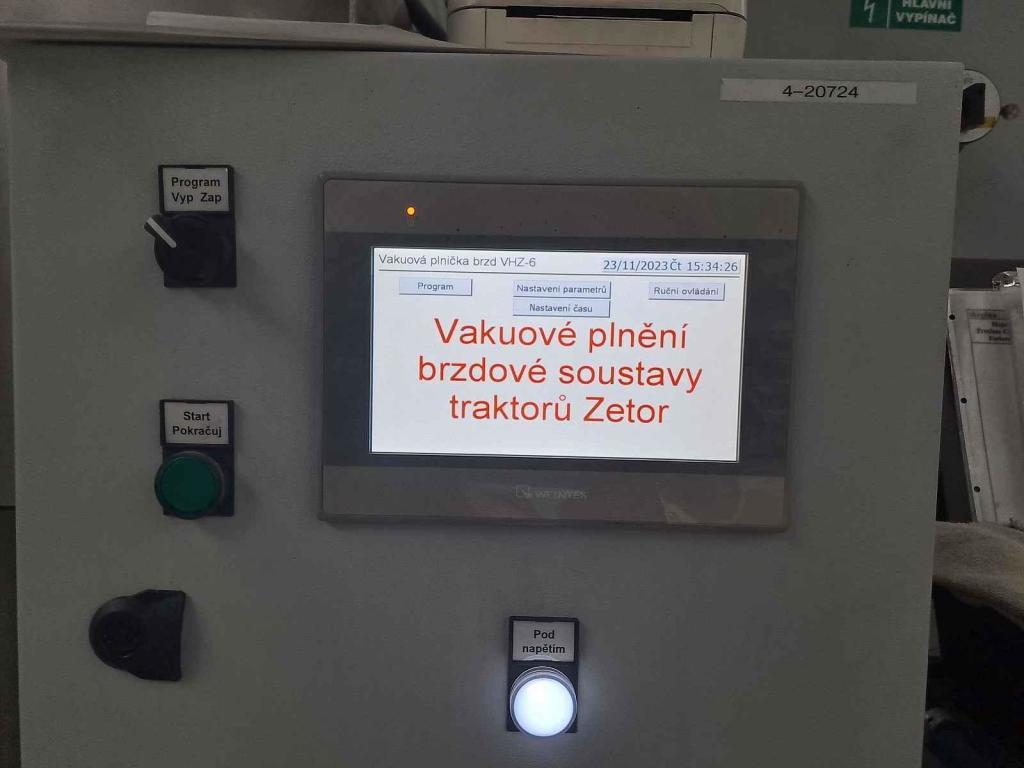 HLAVNÍ
VYPÍNAČ
4-20724
Program
Vyp Zap
Vakuová plnička brzd VHZ-6
23/11/2023 Čt 15:34:26
Program
Nastavení parametrů
Ruční ovládání
Nastavení času
Vakuové plnění
brzdové soustavy
traktorů Zetor
Start
Pokračuj
WEINTEK
Pod
napětím